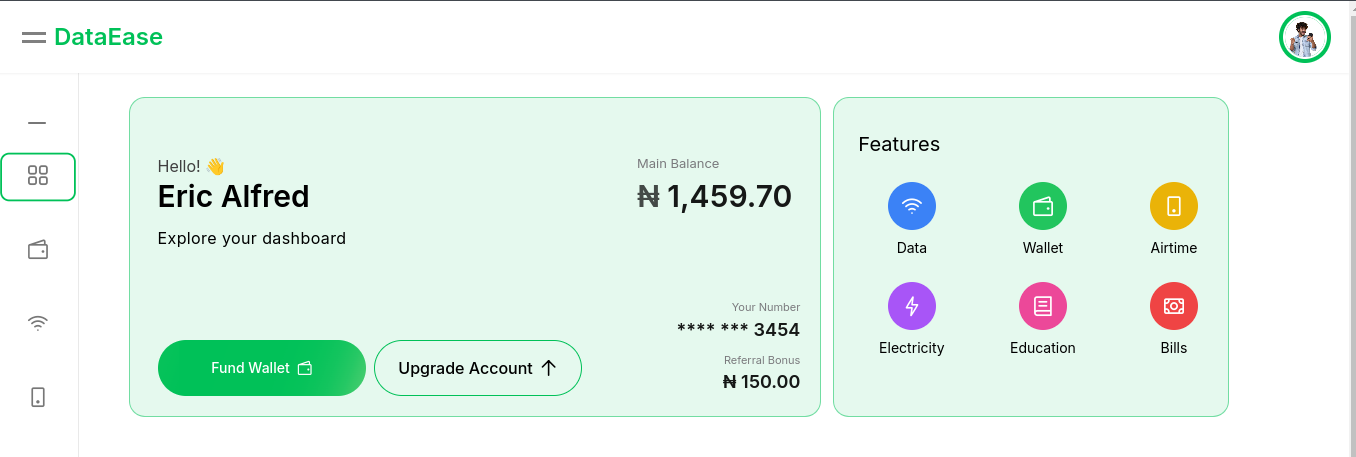 DataEase
Hello! 👋
Eric Alfred
Explore your dashboard
Main Balance
₦ 1,459.70
Your Number
**** *** 3454
Referral Bonus
₦ 150.00
Fund Wallet
Upgrade Account
Features
Data
Wallet
Airtime
Electricity
Education
Bills